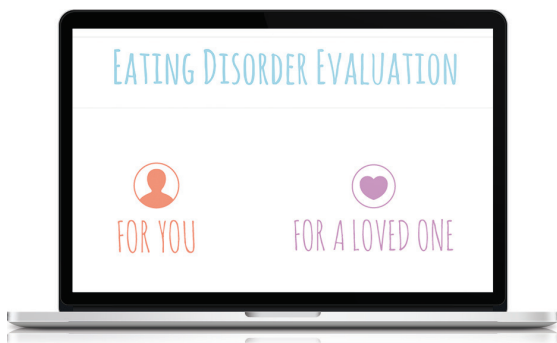 EATING DISORDER EVALUATION
FOR YOU
FOR A LOVED ONE